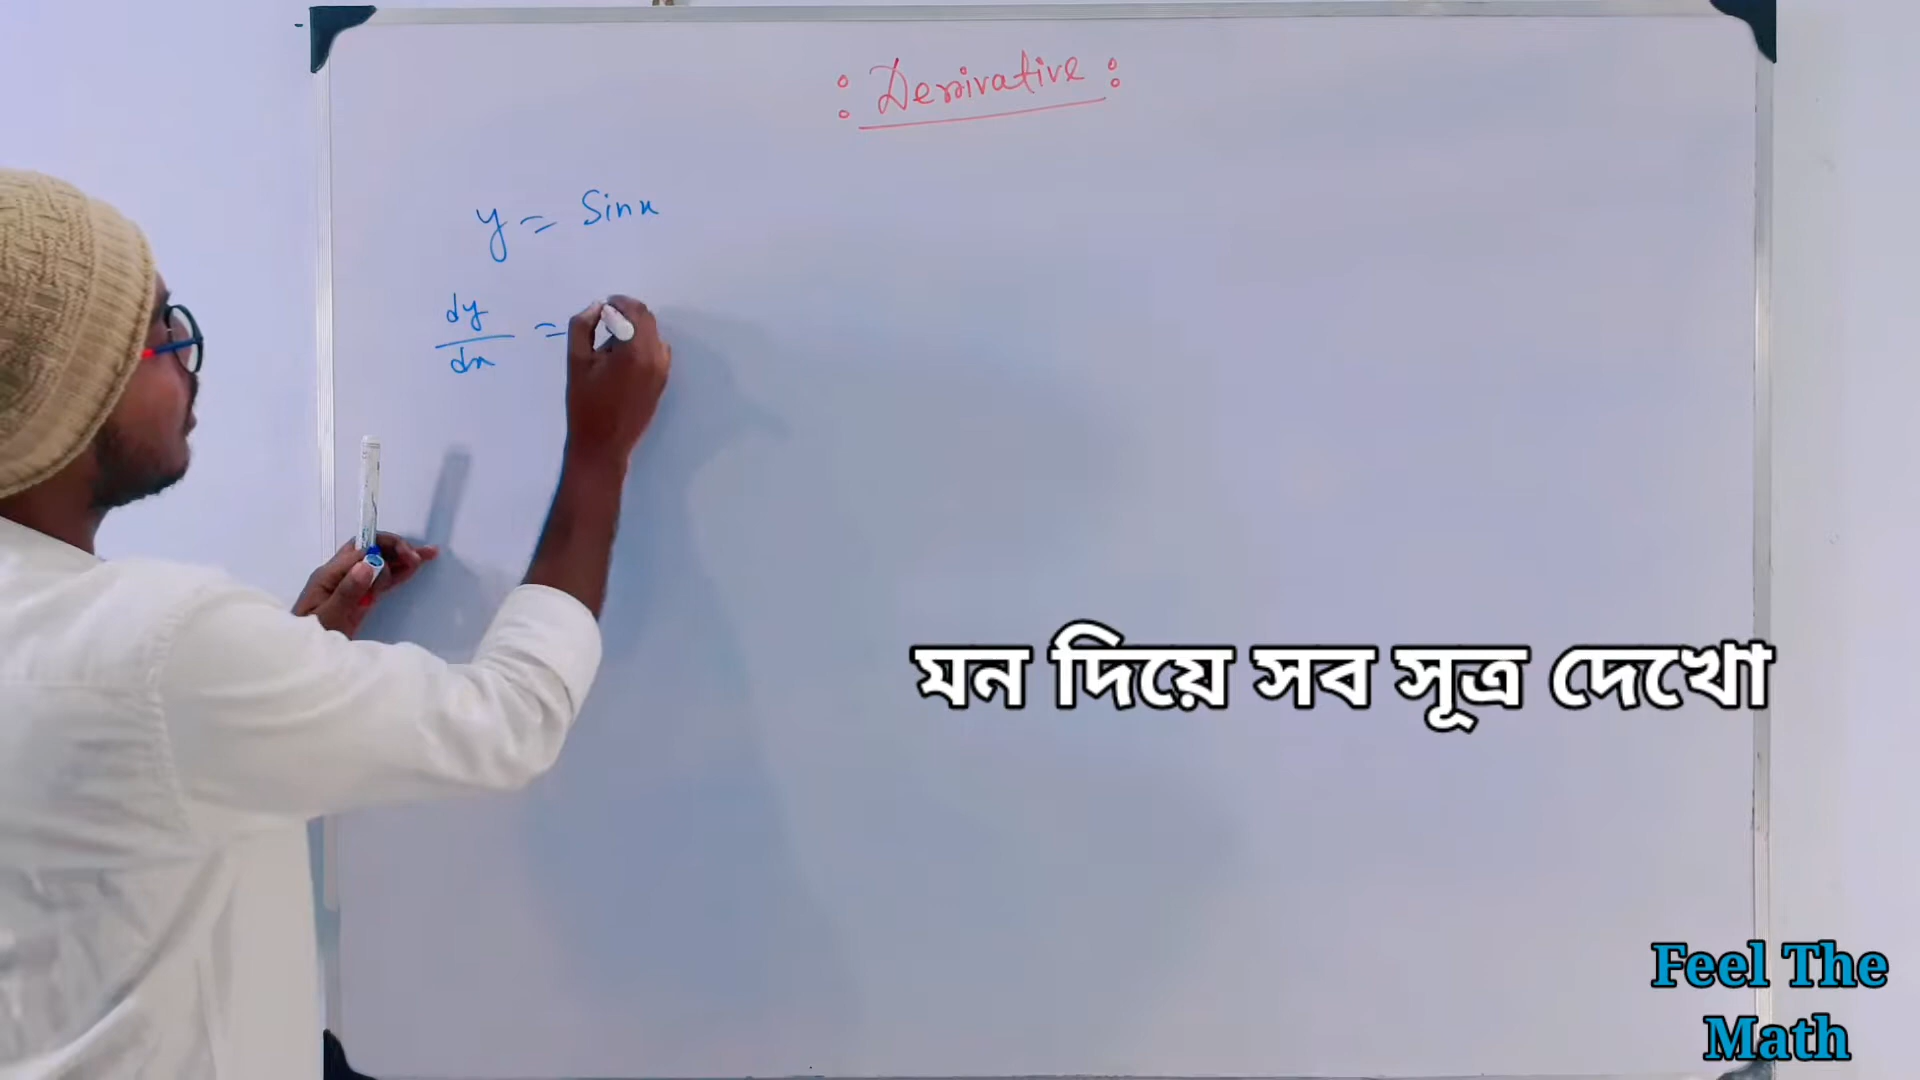 : Derivative :
y = Sinx
dy/dx =
মন দিয়ে সব সূত্র দেখো
Feel The
Math